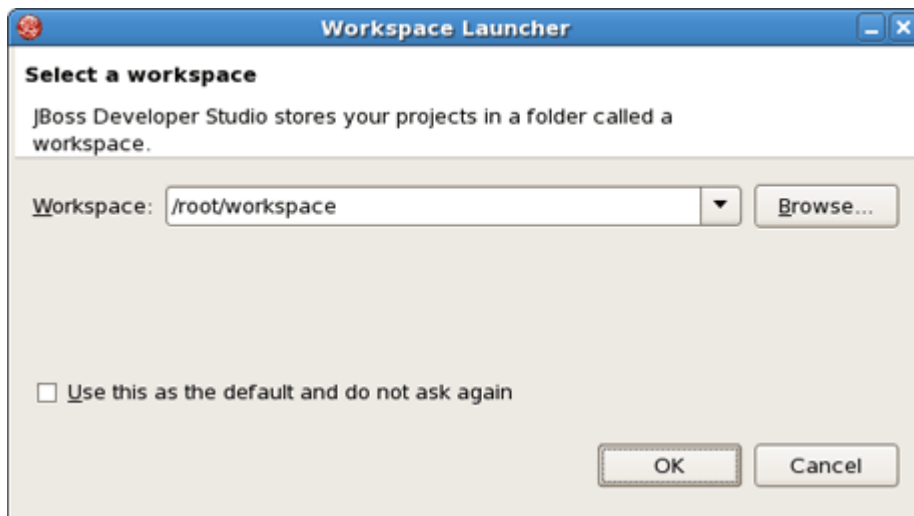 Workspace Launcher
Select a workspace
JBoss Developer Studio stores your projects in a folder called a
workspace.
Workspace: /root/workspace Browse...
Use this as the default and do not ask again
OK Cancel